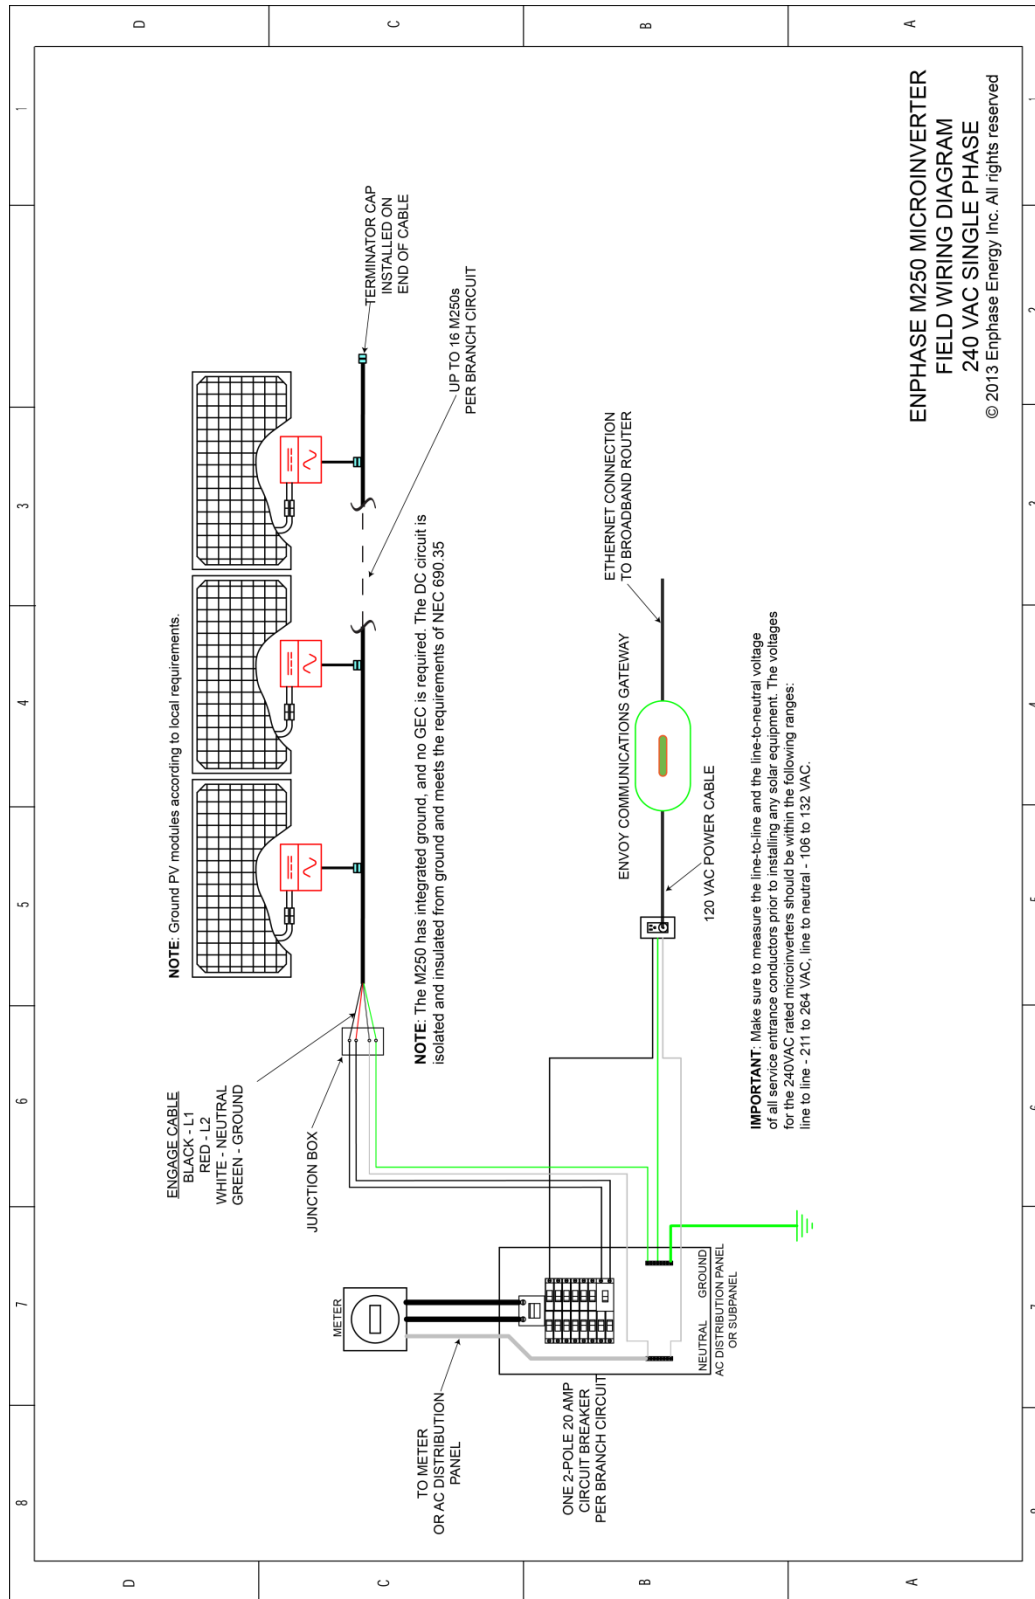 8
7
6
5
4
3
2
1
D
C
B
A
NOTE: Ground PV modules according to local requirements.
ENGAGE CABLE
BLACK - L1
RED - L2
WHITE - NEUTRAL
GREEN - GROUND
JUNCTION BOX
TERMINATOR CAP
INSTALLED ON
END OF CABLE
UP TO 16 M250s
PER BRANCH CIRCUIT
NOTE: The M250 has integrated ground, and no GEC is required. The DC circuit is
isolated and insulated from ground and meets the requirements of NEC 690.35
METER
TO METER
OR AC DISTRIBUTION
PANEL
ONE 2-POLE 20 AMP
CIRCUIT BREAKER
PER BRANCH CIRCUIT
NEUTRAL
GROUND
AC DISTRIBUTION PANEL
OR SUBPANEL
ENVOY COMMUNICATIONS GATEWAY
ETHERNET CONNECTION
TO BROADBAND ROUTER
120 VAC POWER CABLE
IMPORTANT: Make sure to measure the line-to-line and the line-to-neutral voltage
of all service entrance conductors prior to installing any solar equipment. The voltages
for the 240VAC rated microinverters should be within the following ranges:
line to line - 211 to 264 VAC, line to neutral - 106 to 132 VAC.
ENPHASE M250 MICROINVERTER
FIELD WIRING DIAGRAM
240 VAC SINGLE PHASE
© 2013 Enphase Energy Inc. All rights reserved
D
C
B
A